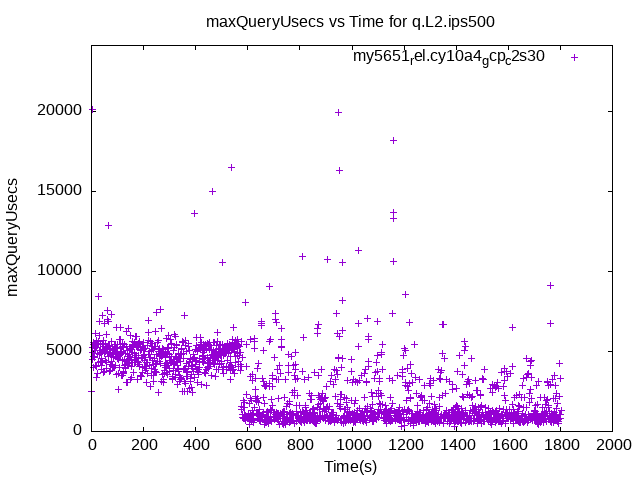 maxQueryUsecs vs Time for q.L2.ips500
my5651rel.cy10a4gcpc2s30
20000
15000
10000
5000
0
maxQueryUsecs
0 200 400 600 800 1000 1200 1400 1600 1800 2000
Time(s)